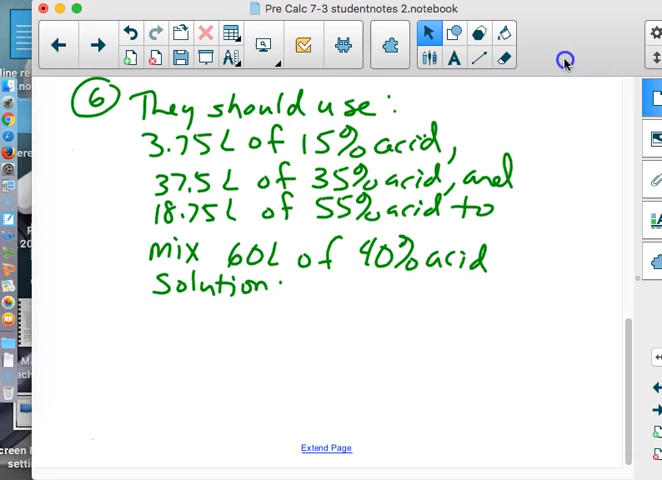 Pre Calc 7-3 studentnotes 2.notebook
⑥ They should use:
3.75L of 15% acid,
37.5L of 35% acid, and
18.75L of 55% acid to
mix 60L of 40% acid
solution.
Extend Page